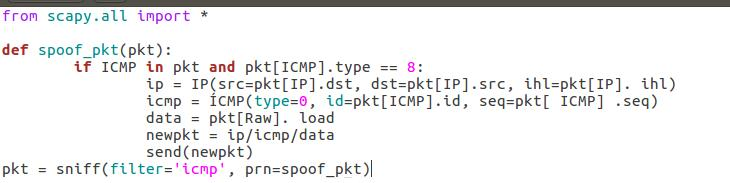 from scapy.all import *
def spoof_pkt(pkt):
if ICMP in pkt and pkt[ICMP].type == 8:
ip = IP(src=pkt[IP].dst, dst=pkt[IP].src, ihl=pkt[IP]. ihl)
icmp = ÍCMP(type=0, id=pkt[ICMP].id, seq=pkt[ ICMP] .seq)
data = pkt[Raw]. load
newpkt = ip/icmp/data
send(newpkt)
pkt = sniff(filter='icmp', prn=spoof_pkt)